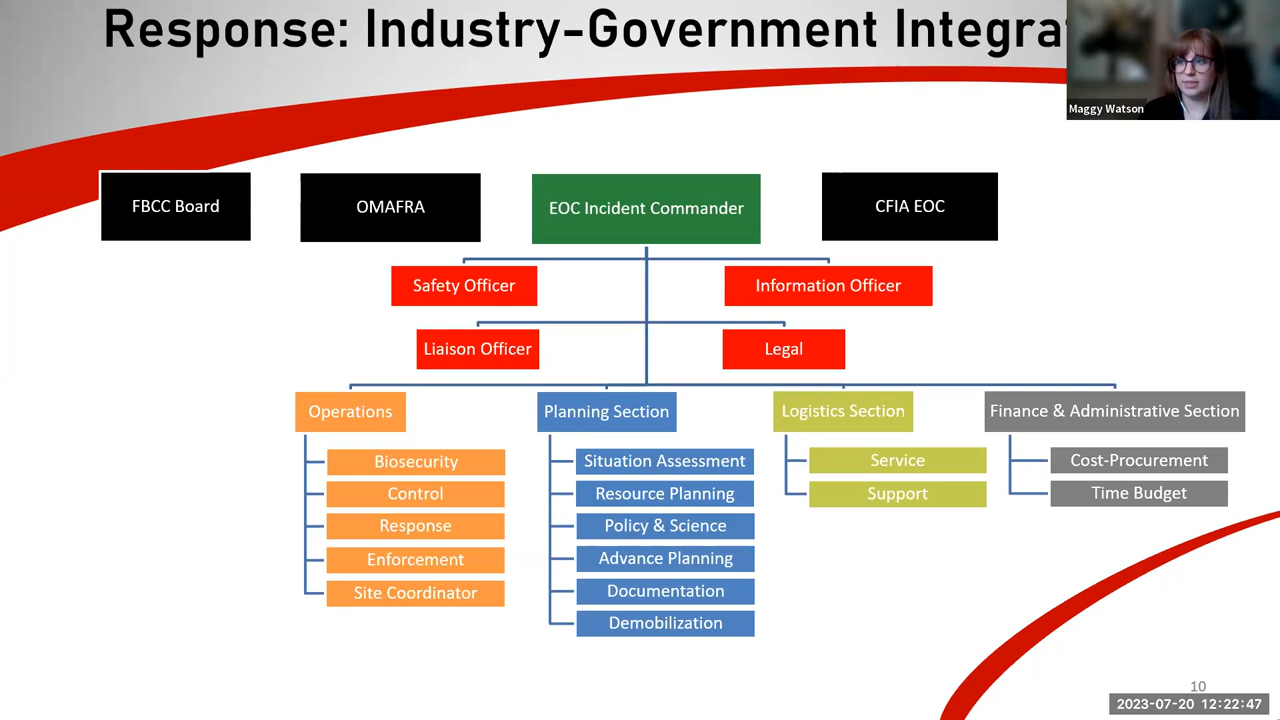 Response: Industry-Government Integra
Maggy Watson
FBCC Board
OMAFRA
EOC Incident Commander
CFIA EOC
Safety Officer
Information Officer
Liaison Officer
Legal
Operations
Planning Section
Logistics Section
Finance & Administrative Section
Biosecurity
Control
Response
Enforcement
Site Coordinator
Situation Assessment
Resource Planning
Policy & Science
Advance Planning
Documentation
Demobilization
Service
Support
Cost-Procurement
Time Budget
10
2023-07-20 12:22:47